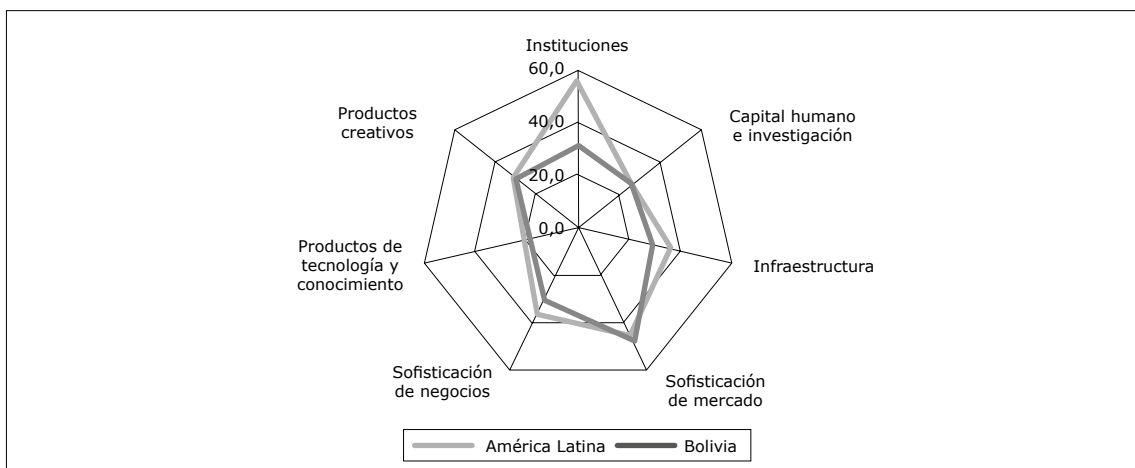 Instituciones
60,0
40,0
20,0
0,0
Capital humano
e investigación
Infraestructura
Sofisticación
de mercado
Sofisticación
de negocios
Productos de
tecnología y
conocimiento
Productos
creativos
América Latina
Bolivia